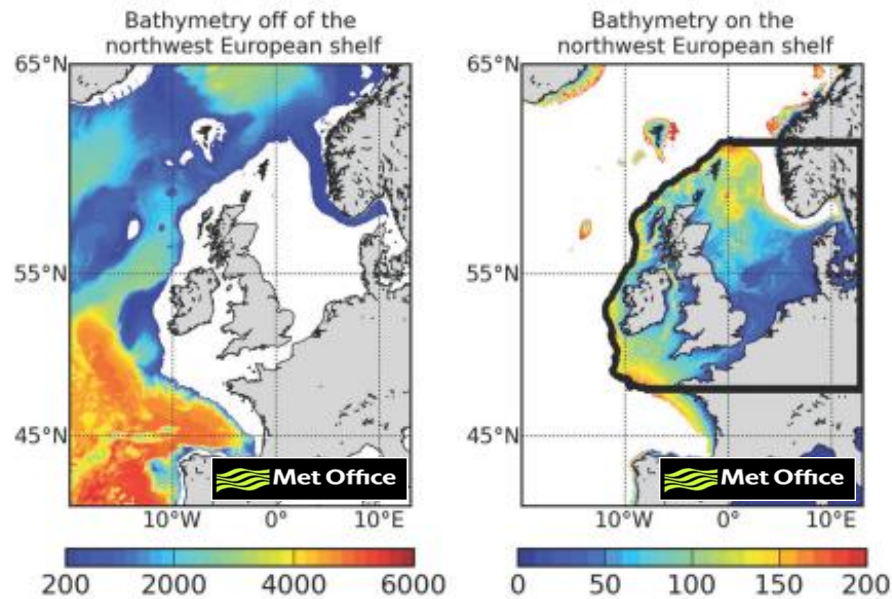 Bathymetry off of the
northwest European shelf
65°N
55°N
45°N
10°W 0° 10°E
Met Office
200 2000 4000 6000
Bathymetry on the
northwest European shelf
65°N
55°N
45°N
10°W 0° 10°E
Met Office
0 50 100 150 200